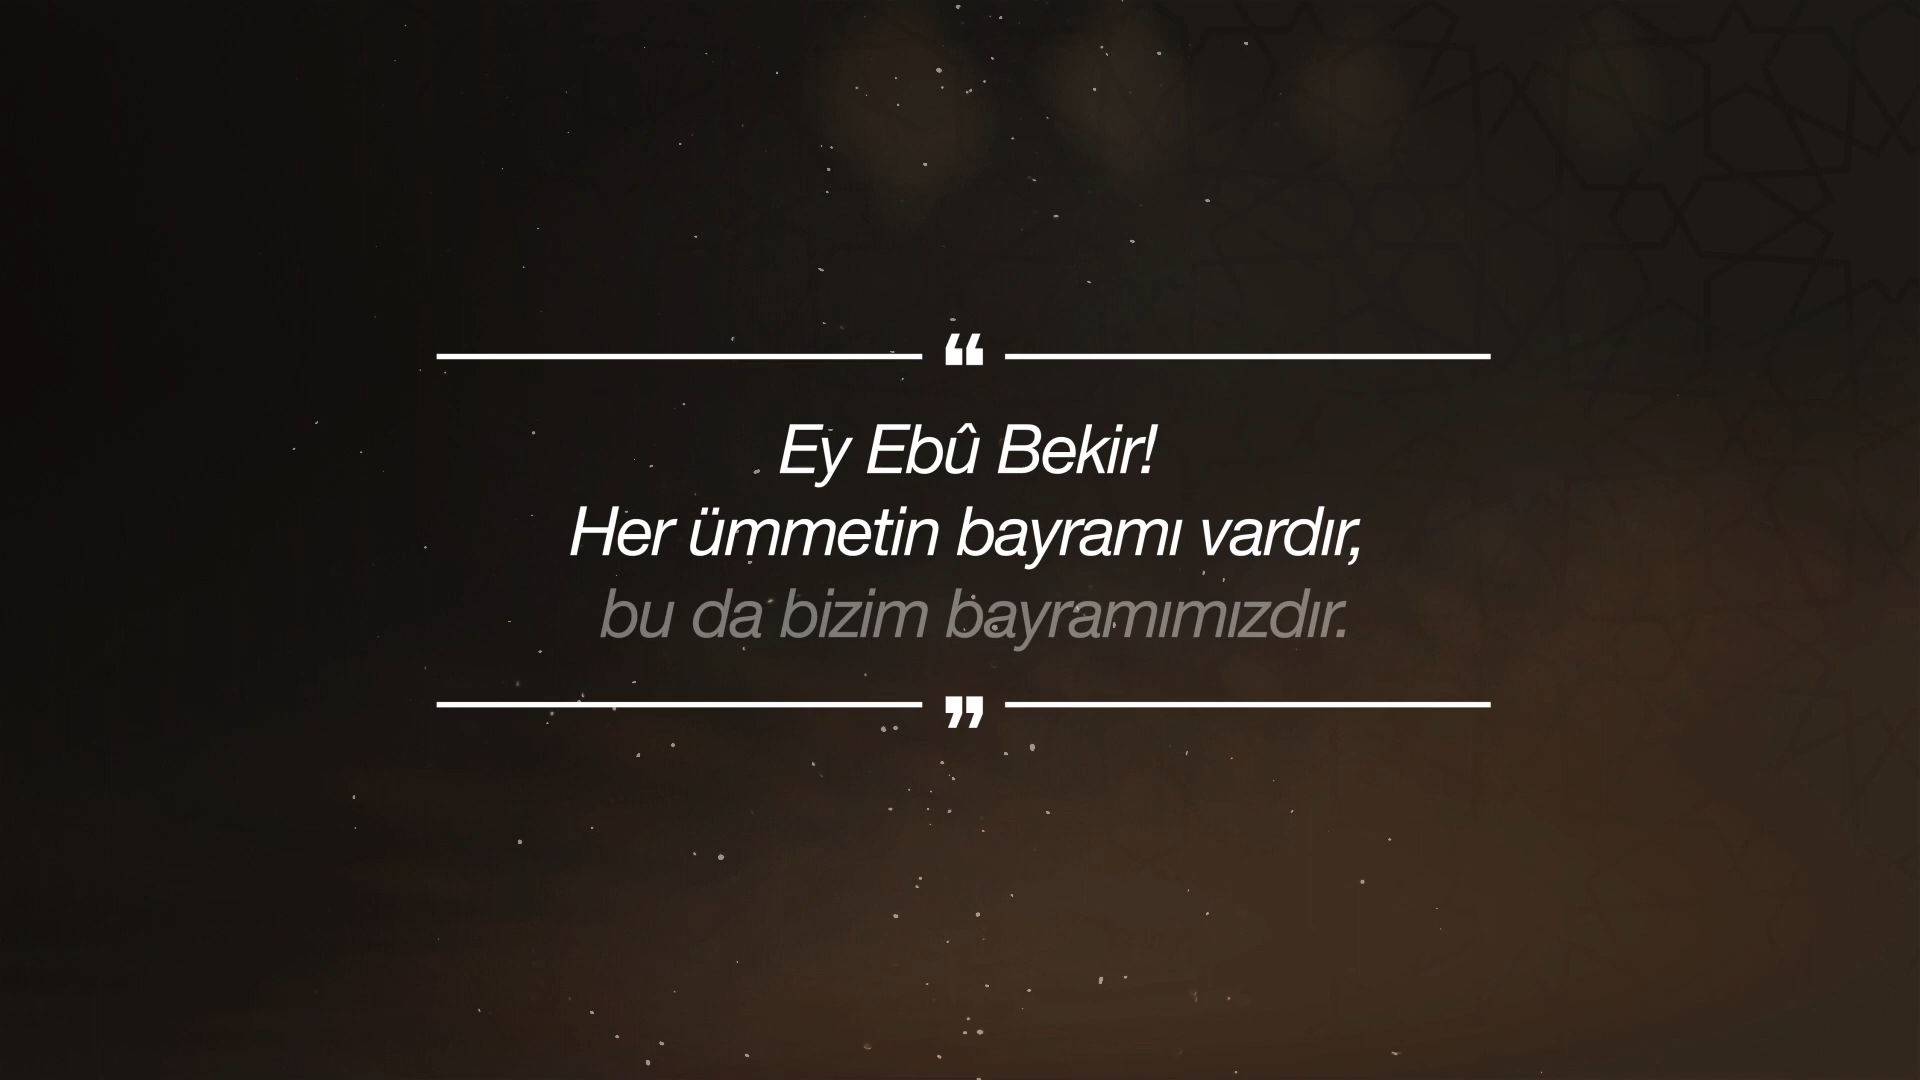 ❝
Ey Ebû Bekir!
Her ümmetin bayramı vardır,
bu da bizim bayramımızdır.
❞